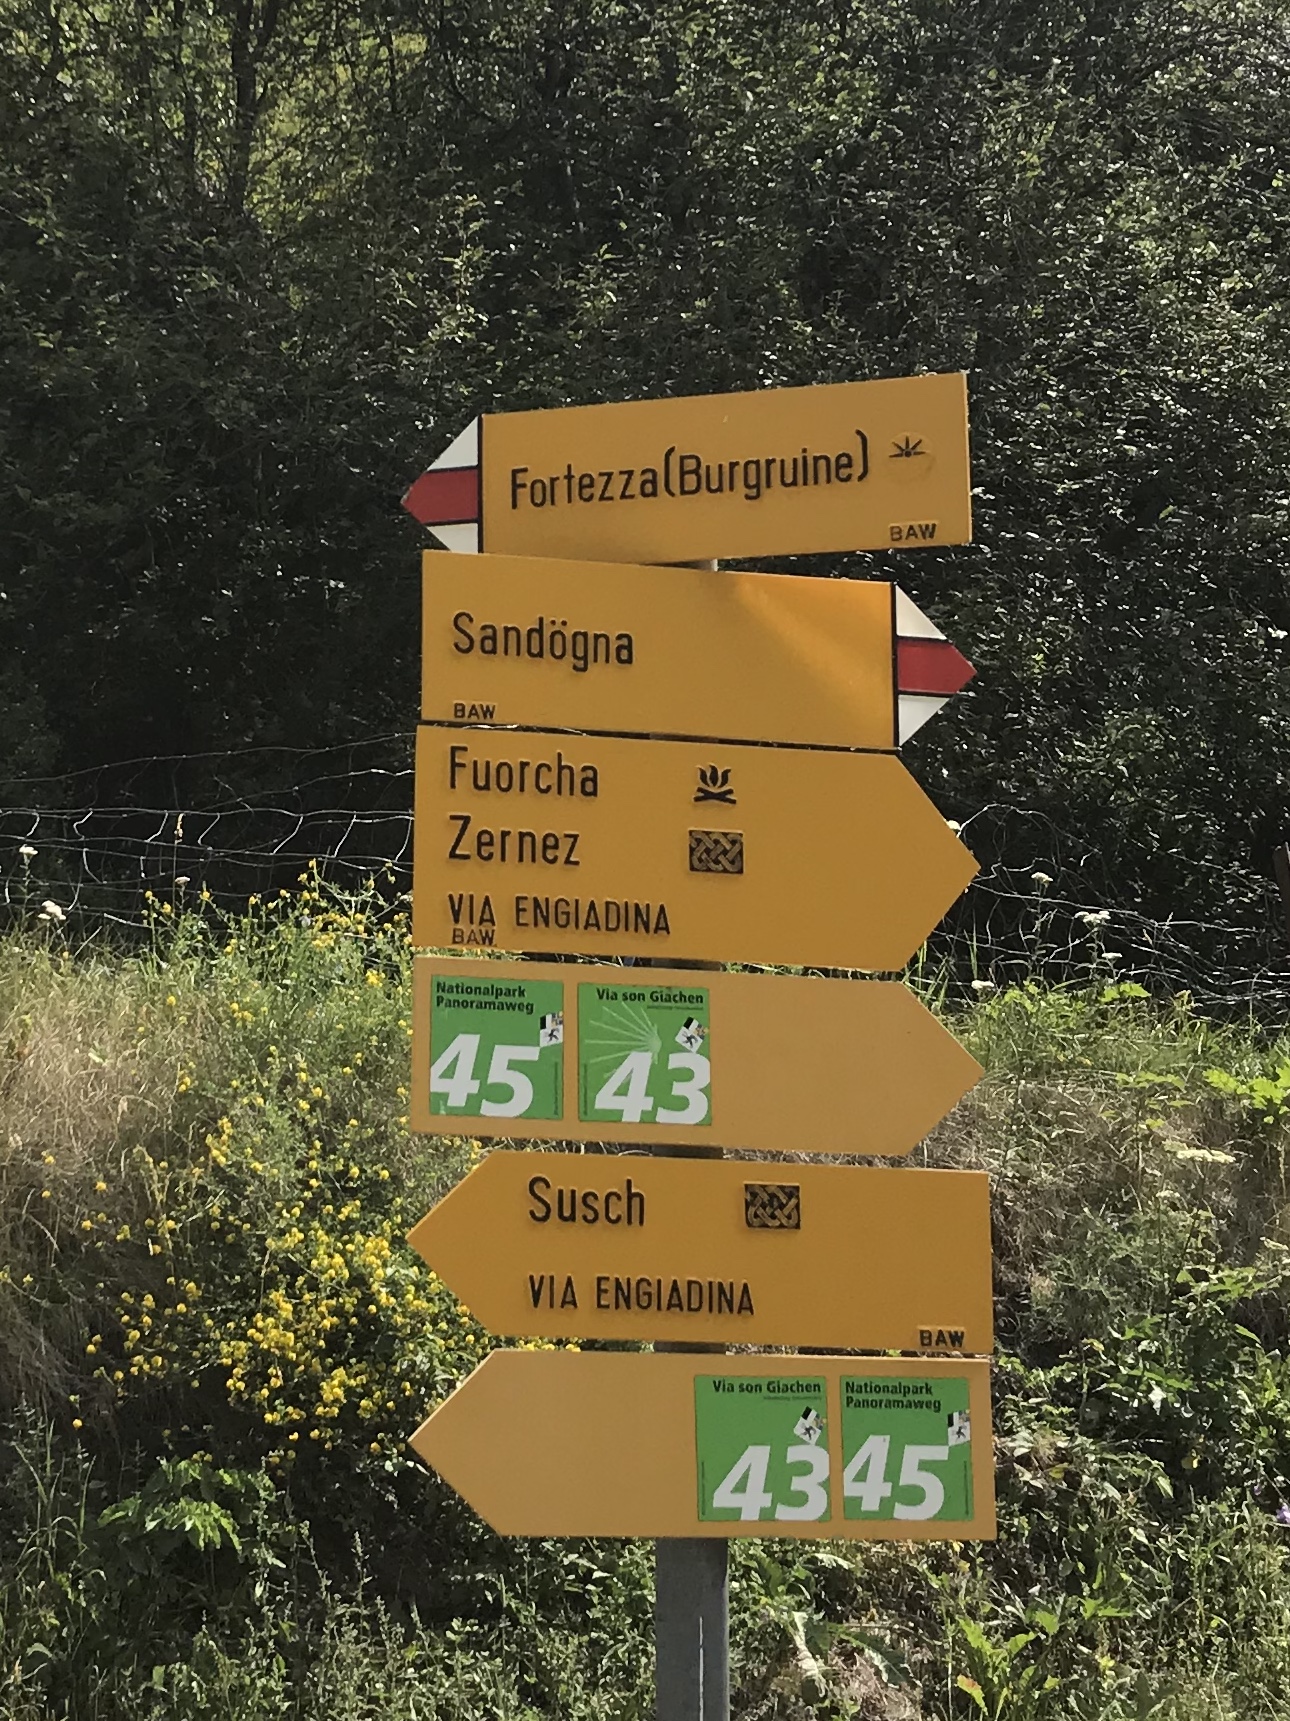 Fortezza(Burgruine)
BAW
Sandögna
BAW
Fuorcha
Zernez
VIA ENGIADINA
BAW
Nationalpark
Panoramaweg
45
Via son Giachen
43
Susch
VIA ENGIADINA
BAW
Via son Giachen
43
Nationalpark
Panoramaweg
45